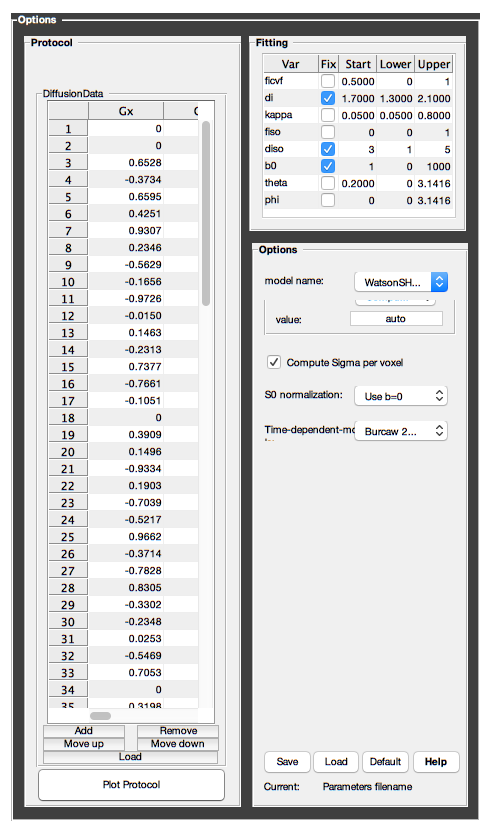 Options
Protocol
DiffusionData
Gx
1 0
2 0
3 0.6528
4 -0.3734
5 0.6595
6 0.4251
7 0.9307
8 0.2346
9 -0.5629
10 -0.1656
11 -0.9726
12 -0.0150
13 0.1463
14 -0.2313
15 0.7377
16 -0.7661
17 -0.1051
18 0
19 0.3909
20 0.1496
21 -0.9334
22 0.1903
23 -0.7039
24 -0.5217
25 0.9662
26 -0.3714
27 -0.7828
28 0.8305
29 -0.3302
30 -0.2348
31 0.0253
32 -0.5469
33 0.7053
34 0
35 0.3198
Add Remove
Move up Move down
Load
Plot Protocol
Fitting
Var Fix Start Lower Upper
ficvf 0.5000 0 1
di 1.7000 1.3000 2.1000
kappa 0.0500 0.0500 0.8000
fiso 0 0 1
diso 3 1 5
b0 1 0 1000
theta 0.2000 0 3.1416
phi 0 0 3.1416
Options
model name: WatsonSH...
value: auto
Compute Sigma per voxel
S0 normalization: Use b=0
Time-dependent-mo Burcaw 2...
Save Load Default Help
Current: Parameters filename